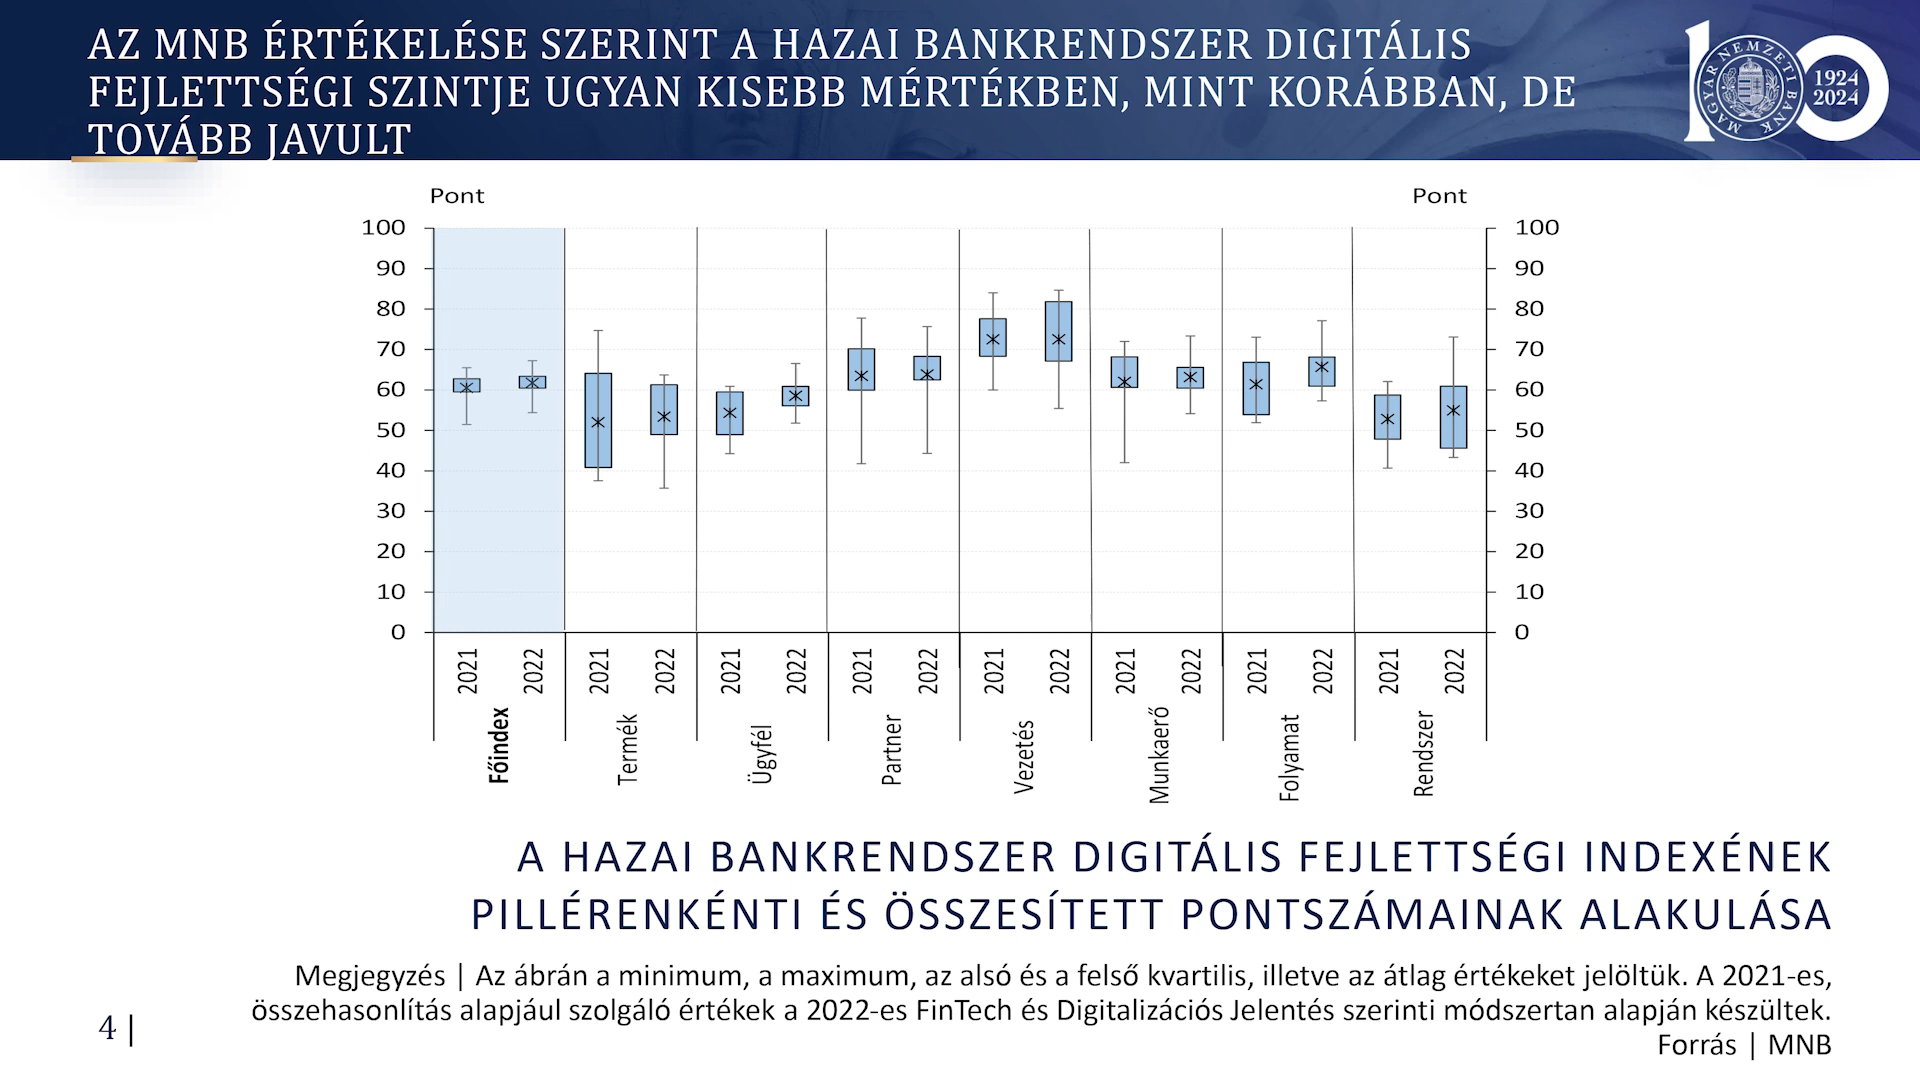 AZ MNB ÉRTÉKELÉSE SZERINT A HAZAI BANKRENDSZER DIGITÁLIS
FEJLETTSÉGI SZINTJE UGYAN KISEBB MÉRTÉKBEN, MINT KORÁBBAN, DE
TOVÁBB JAVULT
MAGYAR NEMZETI BANK
1924
2024
Pont Pont
100 100
90 90
80 80
70 70
60 60
50 50
40 40
30 30
20 20
10 10
0 0
2021 2022 2021 2022 2021 2022 2021 2022 2021 2022 2021 2022 2021 2022 2021 2022
Főindex Termék Ügyfél Partner Vezetés Munkaerő Folyamat Rendszer
A HAZAI BANKRENDSZER DIGITÁLIS FEJLETTSÉGI INDEXÉNEK
PILLÉRENKÉNTI ÉS ÖSSZESÍTETT PONTSZÁMAINAK ALAKULÁSA
Megjegyzés | Az ábrán a minimum, a maximum, az alsó és a felső kvartilis, illetve az átlag értékeket jelöltük. A 2021-es,
összehasonlítás alapjául szolgáló értékek a 2022-es FinTech és Digitalizációs Jelentés szerinti módszertan alapján készültek.
Forrás | MNB
4 |